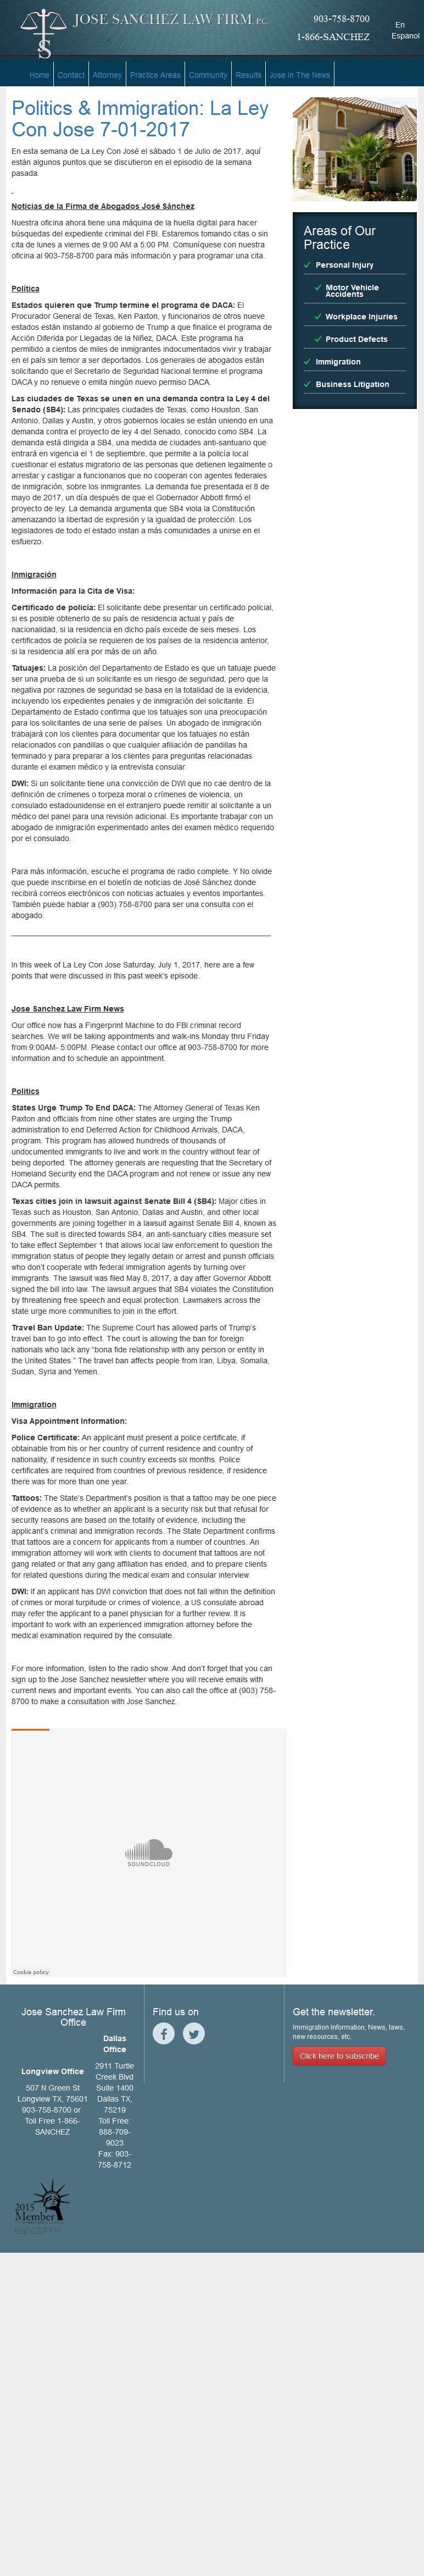 JOSE SANCHEZ LAW FIRM, P.C.
903-758-8700
1-866-SANCHEZ
En
Espanol
Home
Contact
Attorney
Practice Areas
Community
Results
Jose in The News
Politics & Immigration: La Ley
Con Jose 7-01-2017
En esta semana de La Ley Con José el sábado 1 de Julio de 2017, aquí
están algunos puntos que se discutieron en el episodio de la semana
pasada.
Noticias de la Firma de Abogados José Sánchez
Nuestra oficina ahora tiene una máquina de la huella digital para hacer
búsquedas del expediente criminal del FBI. Estaremos tomando citas o sin
cita de lunes a viernes de 9:00 AM a 5:00 PM. Comuníquese con nuestra
oficina al 903-758-8700 para más información y para programar una cita.
Política
Estados quieren que Trump termine el programa de DACA: El
Procurador General de Texas, Ken Paxton, y funcionarios de otros nueve
estados están instando al gobierno de Trump a que finalice el programa de
Acción Diferida por Llegadas de la Niñez, DACA. Este programa ha
permitido a cientos de miles de inmigrantes indocumentados vivir y trabajar
en el país sin temor a ser deportados. Los generales de abogados están
solicitando que el Secretario de Seguridad Nacional termine el programa
DACA y no renueve o emita ningún nuevo permiso DACA.
Las ciudades de Texas se unen en una demanda contra la Ley 4 del
Senado (SB4): Las principales ciudades de Texas, como Houston, San
Antonio, Dallas y Austin, y otros gobiernos locales se están uniendo en una
demanda contra el proyecto de ley 4 del Senado, conocido como SB4. La
demanda está dirigida a SB4, una medida de ciudades anti-santuario que
entrará en vigencia el 1 de septiembre, que permite a la policía local
cuestionar el estatus migratorio de las personas que detienen legalmente o
arrestar y castigar a funcionarios que no cooperan con agentes federales
de inmigración, sobre los inmigrantes. La demanda fue presentada el 8 de
mayo de 2017, un día después de que el Gobernador Abbott firmó el
proyecto de ley. La demanda argumenta que SB4 viola la Constitución
amenazando la libertad de expresión y la igualdad de protección. Los
legisladores de todo el estado instan a más comunidades a unirse en el
esfuerzo.
Inmigración
Información para la Cita de Visa:
Certificado de policía: El solicitante debe presentar un certificado policial,
si es posible obtenerlo de su país de residencia actual y país de
nacionalidad, si la residencia en dicho país excede de seis meses. Los
certificados de policía se requieren de los países de la residencia anterior,
si la residencia allí era por más de un año.
Tatuajes: La posición del Departamento de Estado es que un tatuaje puede
ser una prueba de si un solicitante es un riesgo de seguridad, pero que la
negativa por razones de seguridad se basa en la totalidad de la evidencia,
incluyendo los expedientes penales y de inmigración del solicitante. El
Departamento de Estado confirma que los tatuajes son una preocupación
para los solicitantes de una serie de países. Un abogado de inmigración
trabajará con los clientes para documentar que los tatuajes no están
relacionados con pandillas o que cualquier afiliación de pandillas ha
terminado y para preparar a los clientes para preguntas relacionadas
durante el examen médico y la entrevista consular.
DWI: Si un solicitante tiene una convicción de DWI que no cae dentro de la
definición de crímenes o torpeza moral o crímenes de violencia, un
consulado estadounidense en el extranjero puede remitir al solicitante a un
médico del panel para una revisión adicional. Es importante trabajar con un
abogado de inmigración experimentado antes del examen médico requerido
por el consulado.
Para más información, escuche el programa de radio complete. Y No olvide
que puede inscribirse en el boletín de noticias de José Sánchez donde
recibirá correos electrónicos con noticias actuales y eventos importantes.
También puede hablar a (903) 758-8700 para ser una consulta con el
abogado.
In this week of La Ley Con Jose Saturday, July 1, 2017, here are a few
points that were discussed in this past week's episode.
Jose Sanchez Law Firm News
Our office now has a Fingerprint Machine to do FBI criminal record
searches. We will be taking appointments and walk-ins Monday thru Friday
from 9:00AM- 5:00PM. Please contact our office at 903-758-8700 for more
information and to schedule an appointment.
Politics
States Urge Trump To End DACA: The Attorney General of Texas Ken
Paxton and officials from nine other states are urging the Trump
administration to end Deferred Action for Childhood Arrivals, DACA,
program. This program has allowed hundreds of thousands of
undocumented immigrants to live and work in the country without fear of
being deported. The attorney generals are requesting that the Secretary of
Homeland Security end the DACA program and not renew or issue any new
DACA permits.
Texas cities join in lawsuit against Senate Bill 4 (SB4): Major cities in
Texas such as Houston, San Antonio, Dallas and Austin, and other local
governments are joining together in a lawsuit against Senate Bill 4, known as
SB4. The suit is directed towards SB4, an anti-sanctuary cities measure set
to take effect September 1 that allows local law enforcement to question the
immigration status of people they legally detain or arrest and punish officials
who don't cooperate with federal immigration agents by turning over
immigrants. The lawsuit was filed May 8, 2017, a day after Governor Abbott
signed the bill into law. The lawsuit argues that SB4 violates the Constitution
by threatening free speech and equal protection. Lawmakers across the
state urge more communities to join in the effort.
Travel Ban Update: The Supreme Court has allowed parts of Trump's
travel ban to go into effect. The court is allowing the ban for foreign
nationals who lack any "bona fide relationship with any person or entity in
the United States." The travel ban affects people from Iran, Libya, Somalia,
Sudan, Syria and Yemen.
Immigration
Visa Appointment Information:
Police Certificate: An applicant must present a police certificate, if
obtainable from his or her country of current residence and country of
nationality, if residence in such country exceeds six months. Police
certificates are required from countries of previous residence, if residence
there was for more than one year.
Tattoos: The State's Department's position is that a tattoo may be one piece
of evidence as to whether an applicant is a security risk but that refusal for
security reasons are based on the totality of evidence, including the
applicant's criminal and immigration records. The State Department confirms
that tattoos are a concern for applicants from a number of countries. An
immigration attorney will work with clients to document that tattoos are not
gang related or that any gang affiliation has ended, and to prepare clients
for related questions during the medical exam and consular interview.
DWI: If an applicant has DWI conviction that does not fall within the definition
of crimes or moral turpitude or crimes of violence, a US consulate abroad
may refer the applicant to a panel physician for a further review. It is
important to work with an experienced immigration attorney before the
medical examination required by the consulate.
For more information, listen to the radio show. And don't forget that you can
sign up to the Jose Sanchez newsletter where you will receive emails with
current news and important events. You can also call the office at (903) 758-
8700 to make a consultation with Jose Sanchez.
SOUNDCLOUD
Cookie policy
Areas of Our
Practice
Personal Injury
Motor Vehicle
Accidents
Workplace Injuries
Product Defects
Immigration
Business Litigation
Jose Sanchez Law Firm
Office
Longview Office
507 N Green St
Longview TX, 75601
903-758-8700 or
Toll Free 1-866-
SANCHEZ
Dallas
Office
2911 Turtle
Creek Blvd
Suite 1400
Dallas TX,
75219
Toll Free:
888-709-
9023
Fax: 903-
758-8712
2015
Member
Find us on
Get the newsletter.
Immigration Information, News, laws,
new resources, etc.
Click here to subscribe